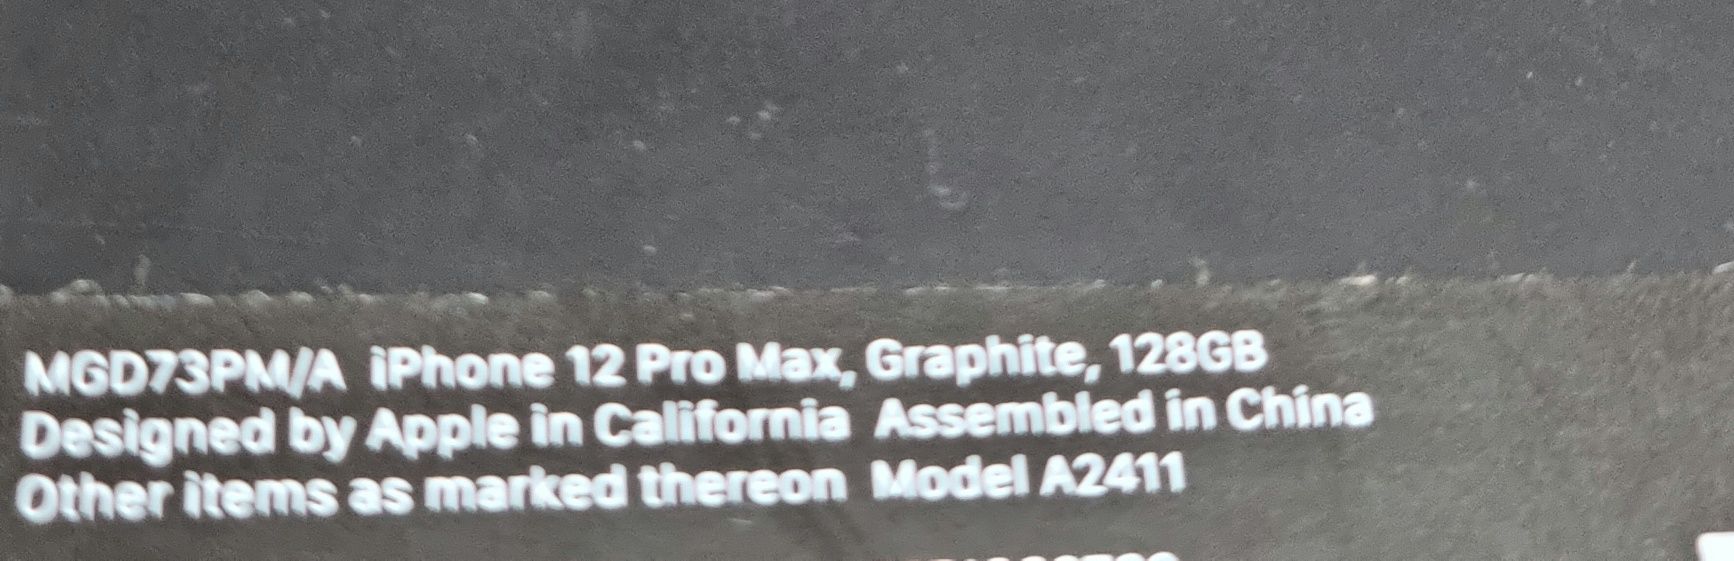 MGD73PM/A iPhone 12 Pro Max, Graphite, 128GB
Designed by Apple in California Assembled in China
Other items as marked thereon Model A2411